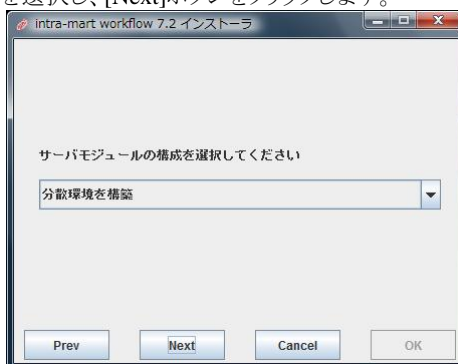 を選択し、[Next]ボタンをクリックします。
intra-mart workflow 7.2 インストーラ
サーバモジュールの構成を選択してください
分散環境を構築
Prev Next Cancel OK